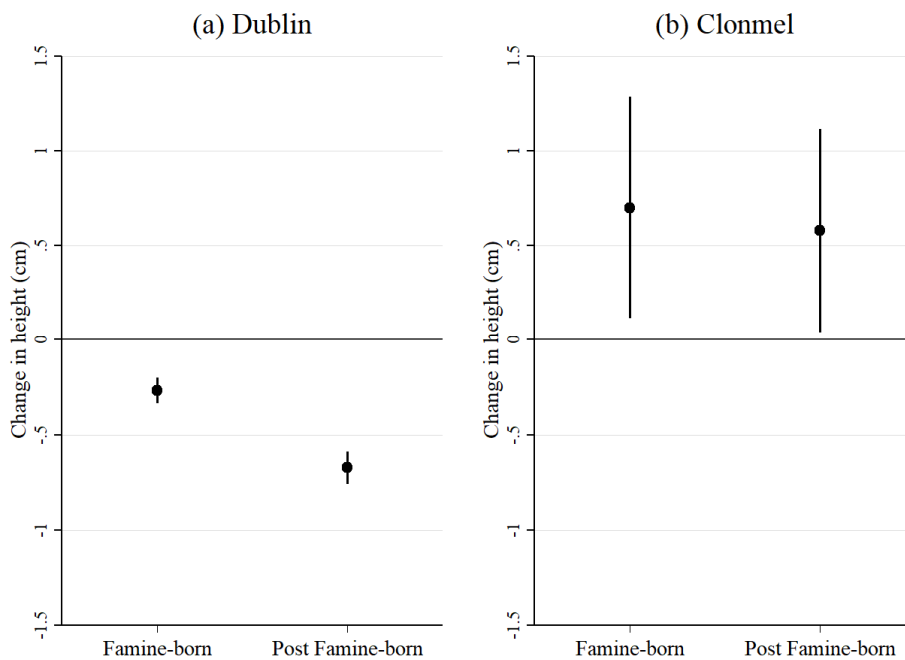 (a) Dublin
Change in height (cm)
1.5
1
.5
0
-.5
-1
-1.5
Famine-born
Post Famine-born
(b) Clonmel
Change in height (cm)
1.5
1
.5
0
-.5
-1
-1.5
Famine-born
Post Famine-born